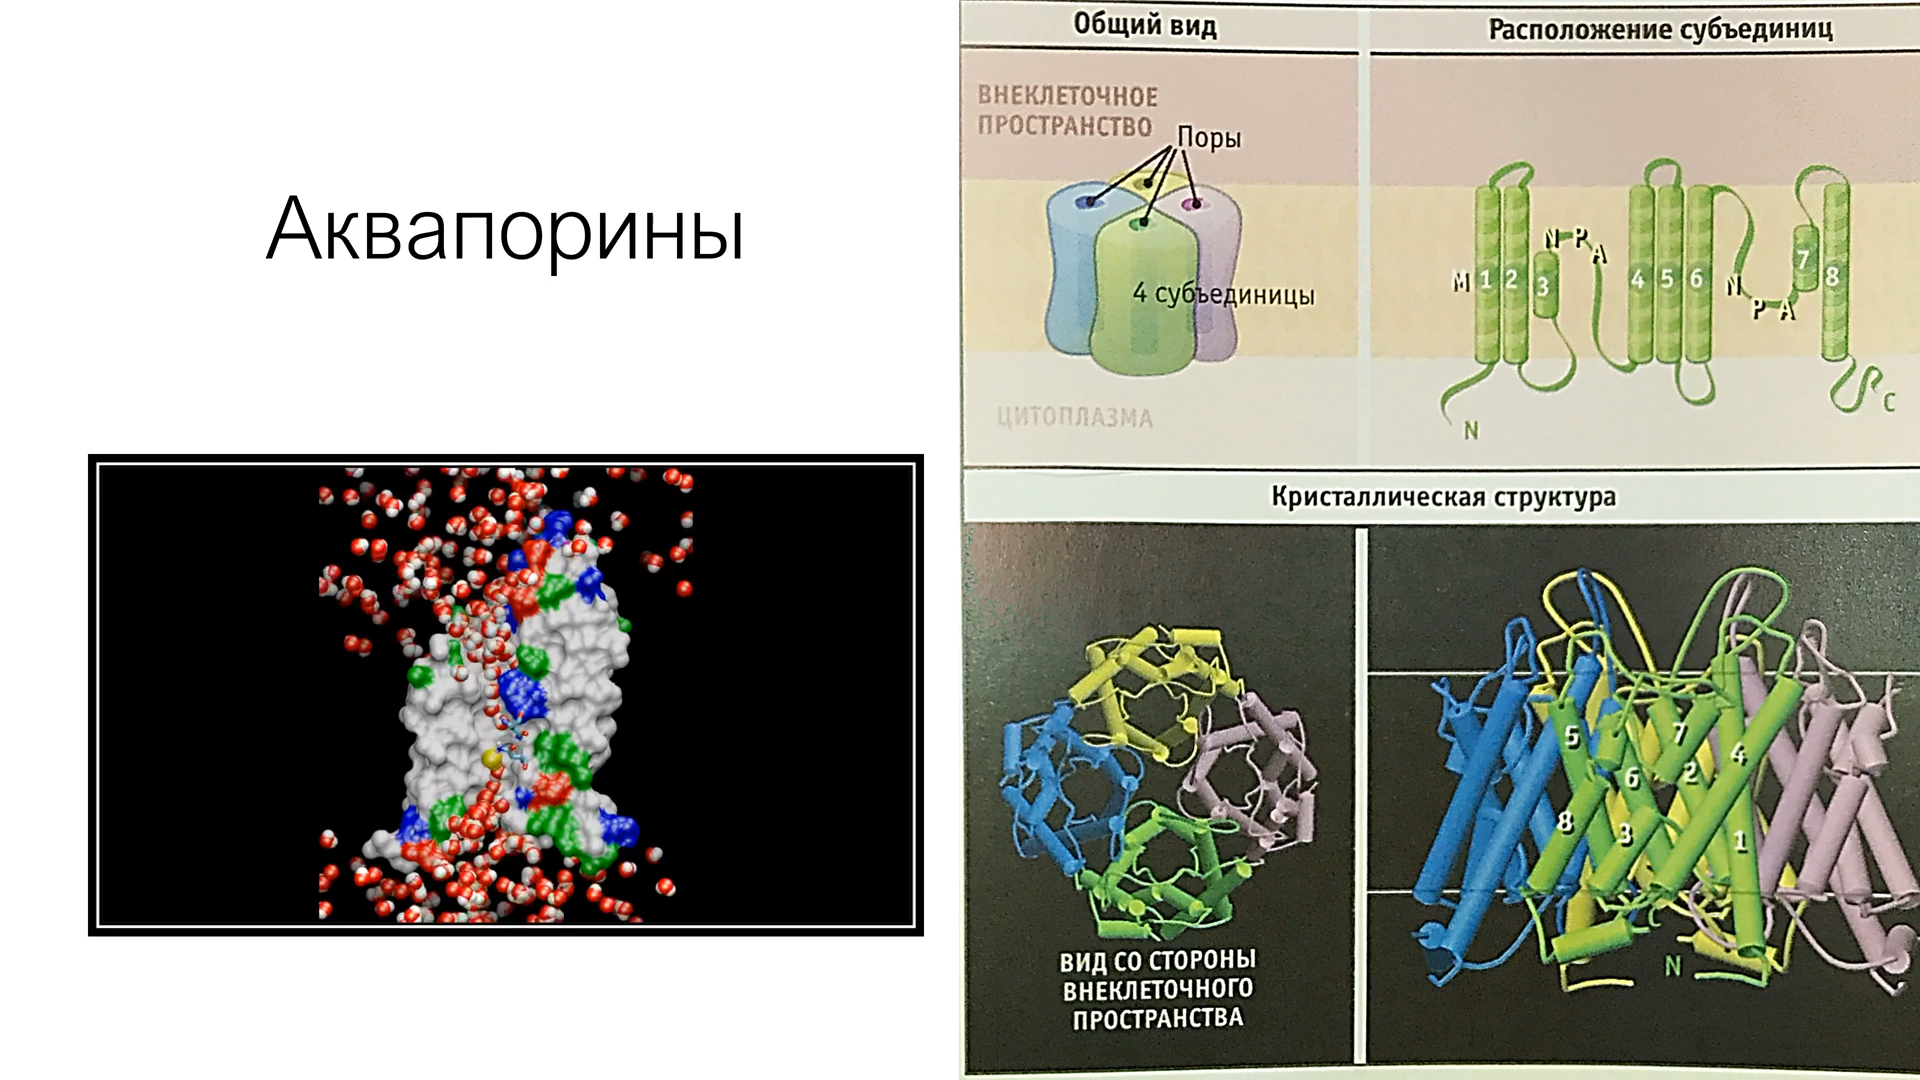 Аквапорины
Общий вид
Расположение субъединиц
ВНЕКЛЕТОЧНОЕ
ПРОСТРАНСТВО
Поры
4 субъединицы
ЦИТОПЛАЗМА
M 1 2 3 N P A 4 5 6 N P A 7 8
N
C
Кристаллическая структура
ВИД СО СТОРОНЫ
ВНЕКЛЕТОЧНОГО
ПРОСТРАНСТВА
5 7 4
6 2
8 3 1
N